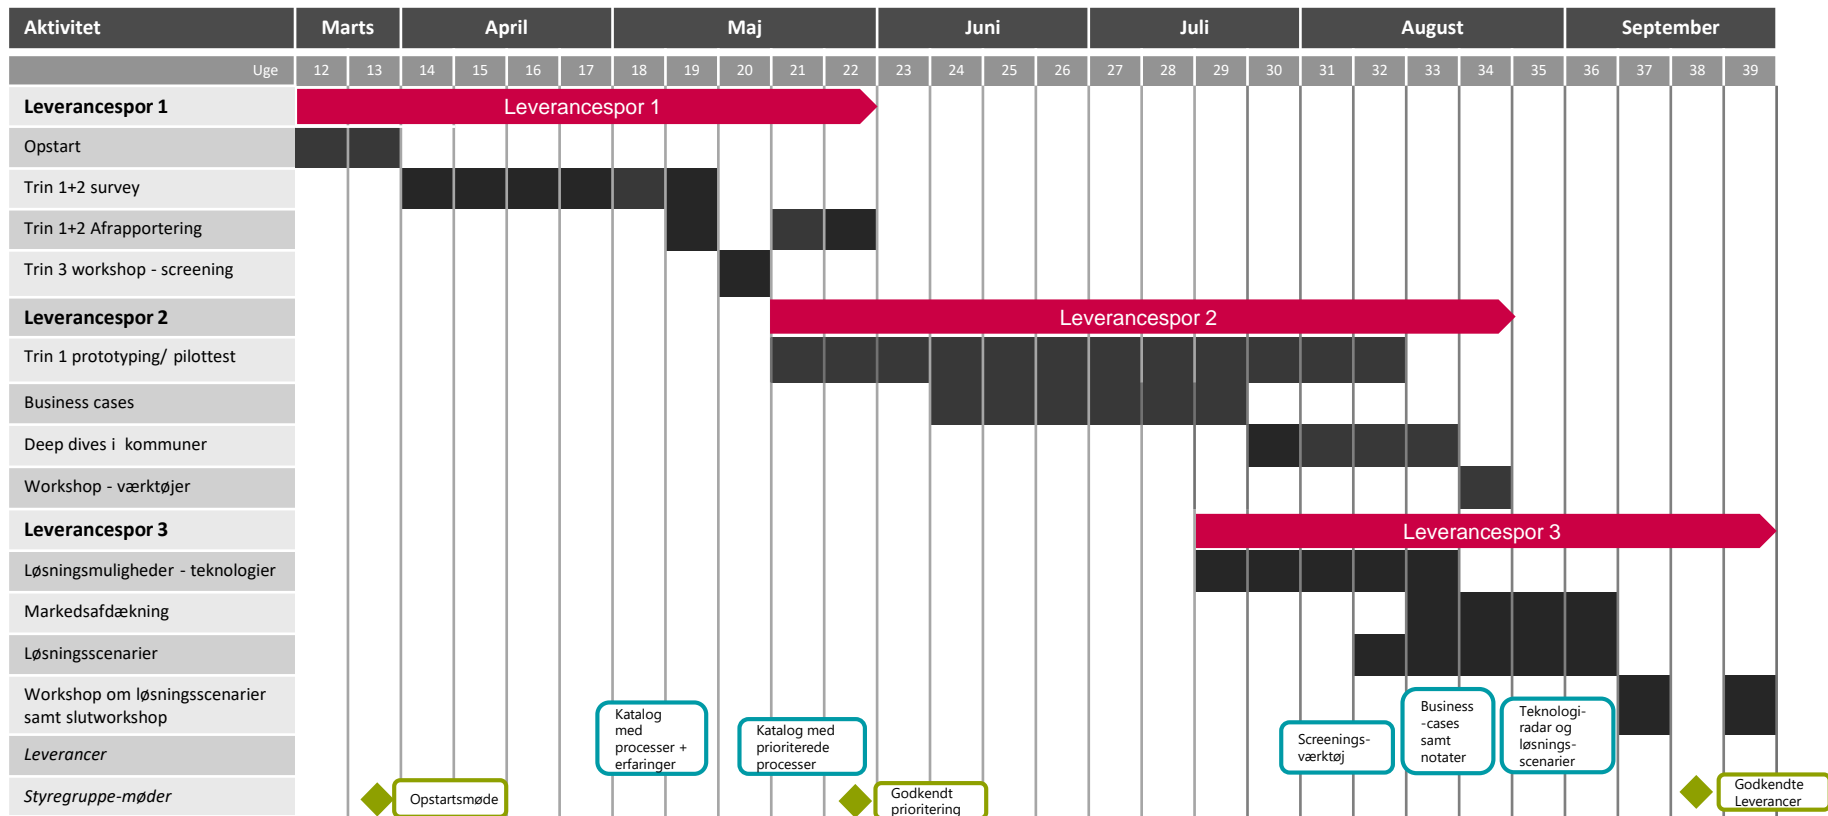 Aktivitet Marts April Maj Juni Juli August September
Uge 12 13 14 15 16 17 18 19 20 21 22 23 24 25 26 27 28 29 30 31 32 33 34 35 36 37 38 39
Leverancespor 1 Leverancespor 1
Opstart
Trin 1+2 survey
Trin 1+2 Afrapportering
Trin 3 workshop - screening
Leverancespor 2 Leverancespor 2
Trin 1 prototyping/ pilottest
Business cases
Deep dives i kommuner
Workshop - værktøjer
Leverancespor 3 Leverancespor 3
Løsningsmuligheder - teknologier
Markedsafdækning
Løsningsscenarier
Workshop om løsningsscenarier
samt slutworkshop
Leverancer
Katalog
med
processer +
erfaringer
Katalog med
prioriterede
processer
Screenings-
værktøj
Business
-cases
samt
notater
Teknologi-
radar og
løsnings-
scenarier
Styregruppe-møder
Opstartsmøde
Godkendt
prioritering
Godkendte
Leverancer